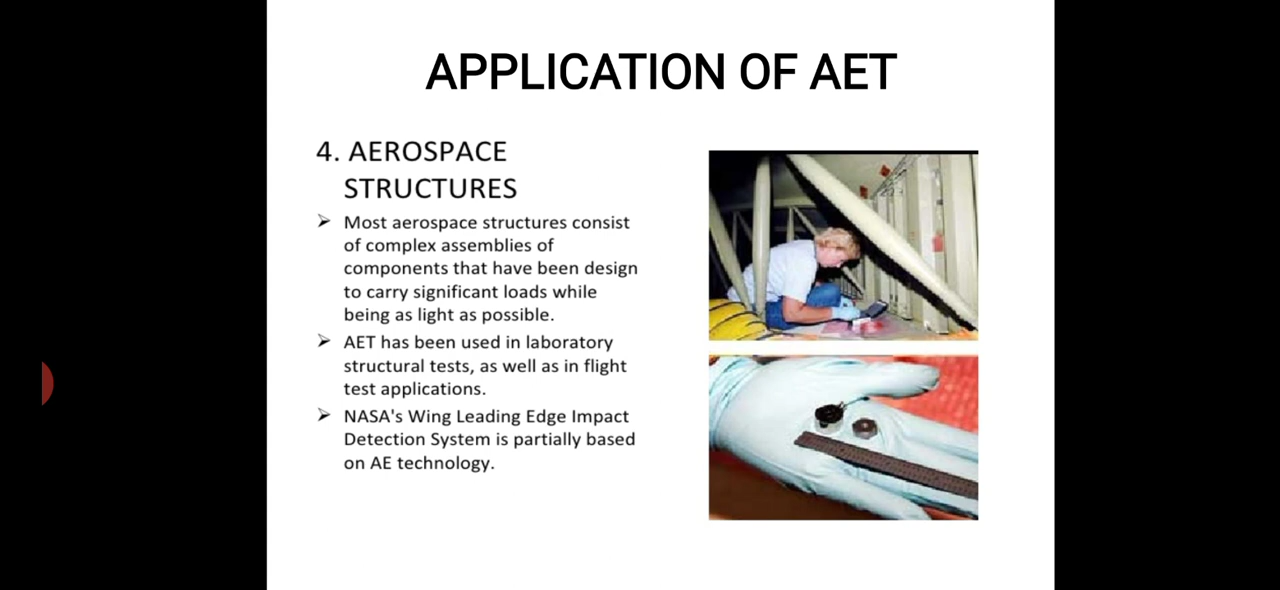 APPLICATION OF AET
4. AEROSPACE
STRUCTURES
➢ Most aerospace structures consist
of complex assemblies of
components that have been design
to carry significant loads while
being as light as possible.
➢ AET has been used in laboratory
structural tests, as well as in flight
test applications.
➢ NASA's Wing Leading Edge Impact
Detection System is partially based
on AE technology.